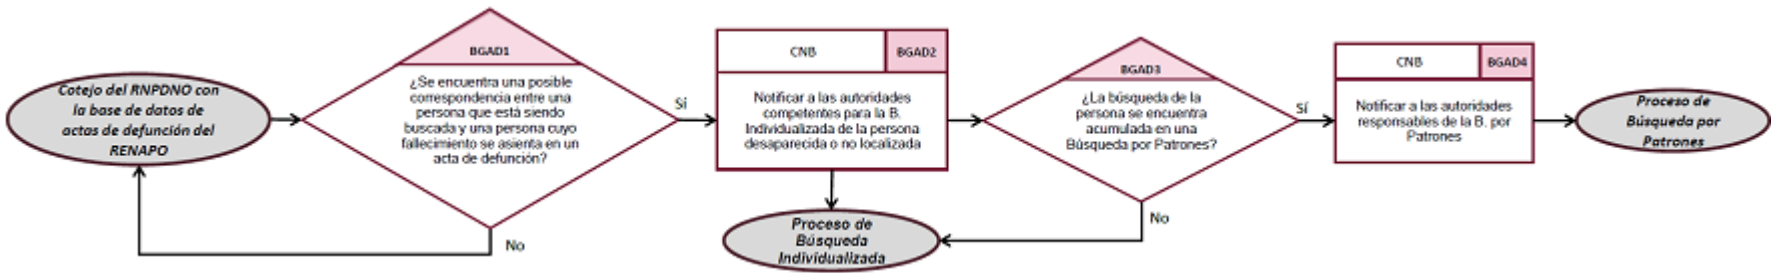 Cotejo del RNPDNO con
la base de datos de
actas de defunción del
RENAPO
BGAD1
¿Se encuentra una posible
correspondencia entre una
persona que está siendo
buscada y una persona cuyo
fallecimiento se asienta en un
acta de defunción?
Sí
No
CNB
BGAD2
Notificar a las autoridades
competentes para la B.
Individualizada de la persona
desaparecida o no localizada
Proceso de
Búsqueda
Individualizada
BGAD3
¿La búsqueda de la
persona se encuentra
acumulada en una
Búsqueda por Patrones?
Sí
No
CNB
BGAD4
Notificar a las autoridades
responsables de la B. por
Patrones
Proceso de
Búsqueda por
Patrones